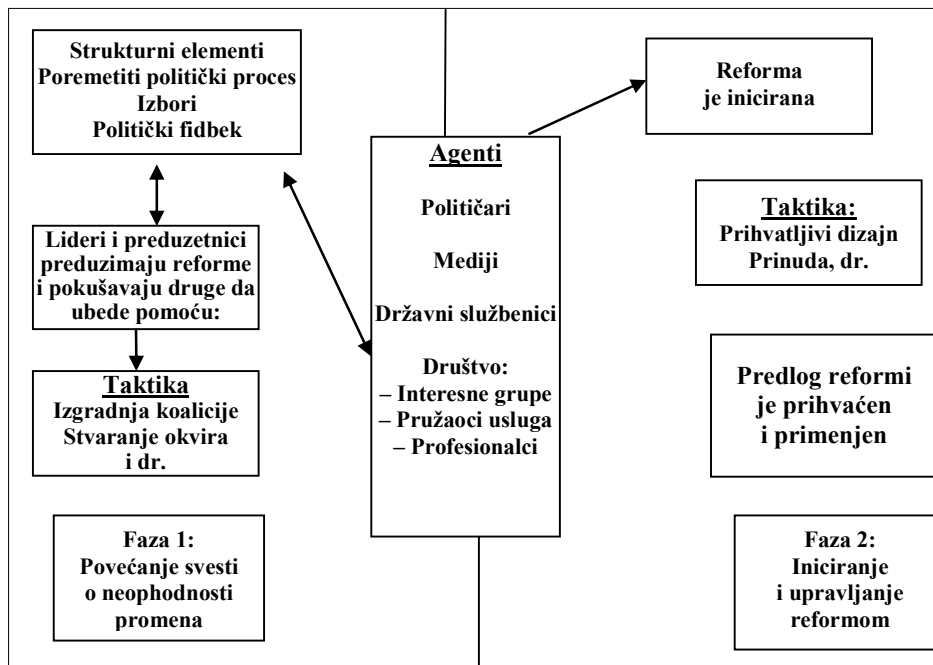 Strukturni elementi
Poremetiti politički proces
Izbori
Politički fidbek
Lideri i preduzetnici
preduzimaju reforme
i pokušavaju druge da
ubede pomoću:
Taktika
Izgradnja koalicije
Stvaranje okvira
i dr.
Faza 1:
Povećanje svesti
o neophodnosti
promena
Agenti
Političari
Mediji
Državni službenici
Društvo:
– Interesne grupe
– Pružaoci usluga
– Profesionalci
Reforma
je inicirana
Taktika:
Prihvatljivi dizajn
Prinuda, dr.
Predlog reformi
je prihvaćen
i primenjen
Faza 2:
Iniciranje
i upravljanje
reformom